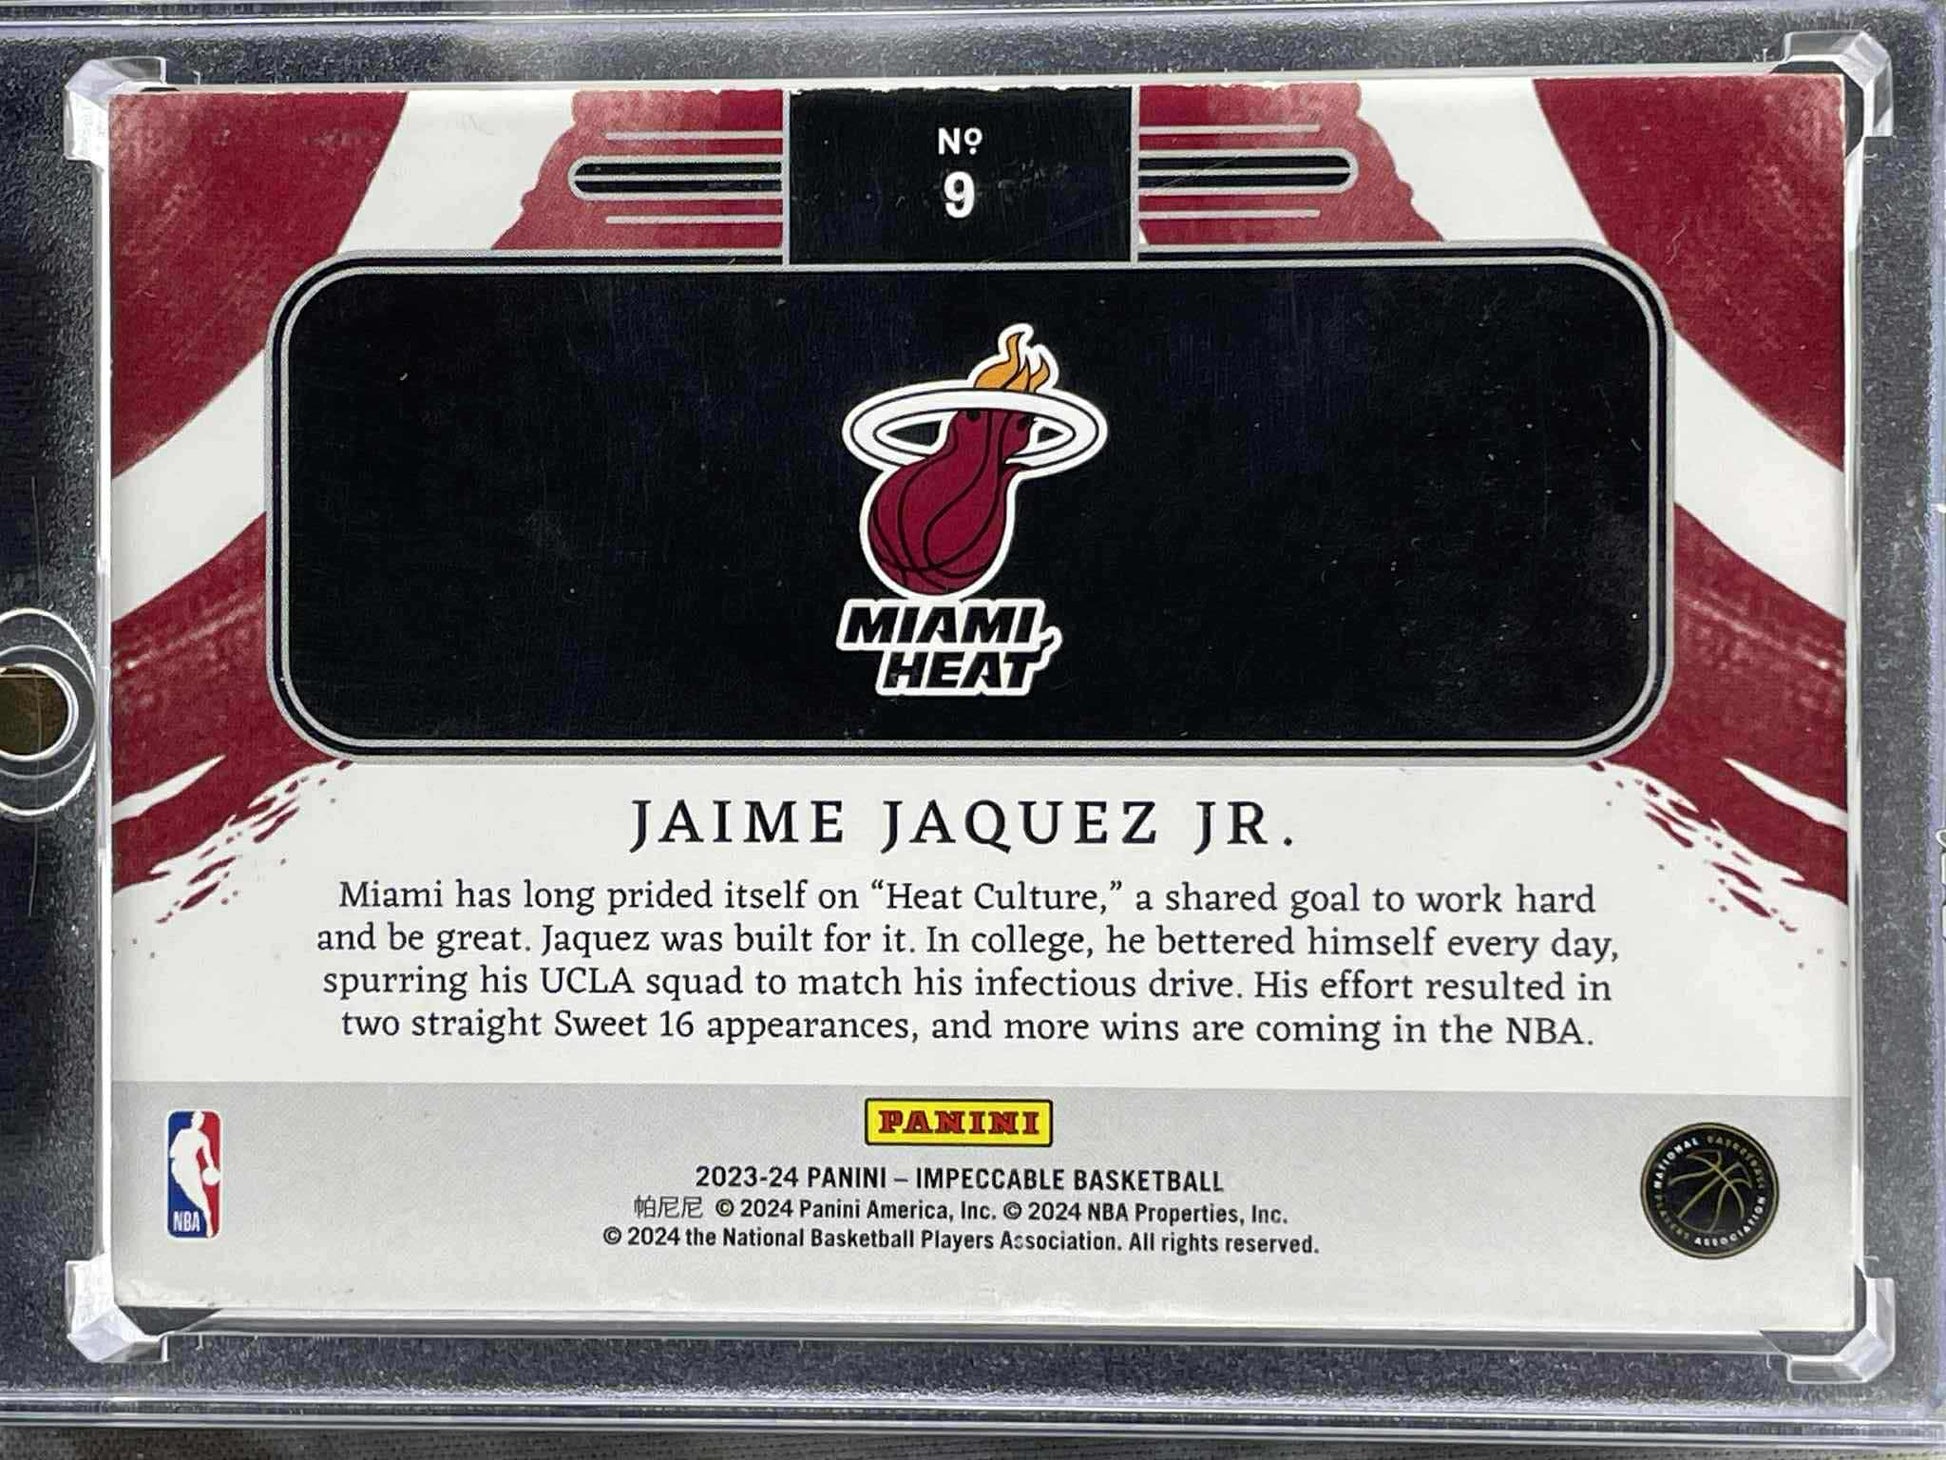 Nº
9
MIAMI
HEAT
JAIME JAQUEZ JR.
Miami has long prided itself on “Heat Culture,” a shared goal to work hard
and be great. Jaquez was built for it. In college, he bettered himself every day,
spurring his UCLA squad to match his infectious drive. His effort resulted in
two straight Sweet 16 appearances, and more wins are coming in the NBA.
PANINI
NBA
2023-24 PANINI – IMPECCABLE BASKETBALL
帕尼尼 © 2024 Panini America, Inc. © 2024 NBA Properties, Inc.
© 2024 the National Basketball Players Association. All rights reserved.
NATIONAL BASKETBALL
PLAYERS ASSOCIATION